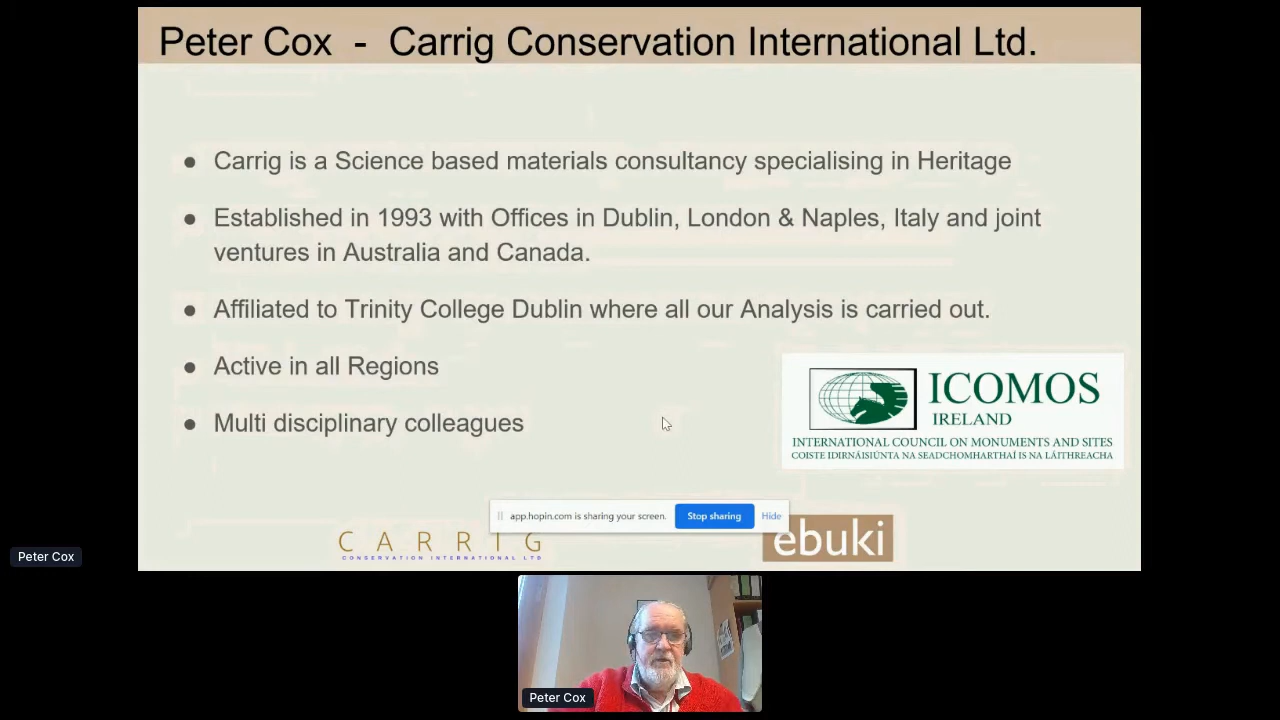 Peter Cox - Carrig Conservation International Ltd.
● Carrig is a Science based materials consultancy specialising in Heritage
● Established in 1993 with Offices in Dublin, London & Naples, Italy and joint
ventures in Australia and Canada.
● Affiliated to Trinity College Dublin where all our Analysis is carried out.
● Active in all Regions
● Multi disciplinary colleagues
ICOMOS
IRELAND
INTERNATIONAL COUNCIL ON MONUMENTS AND SITES
COISTE IDIRNÁISIÚNTA NA SEADCHOMHARTHAÍ IS NA LÁITHREACHA
app.hopin.com is sharing your screen. Stop sharing Hide
CARRIG
CONSERVATION INTERNATIONAL LTD
ebuki
Peter Cox
Peter Cox